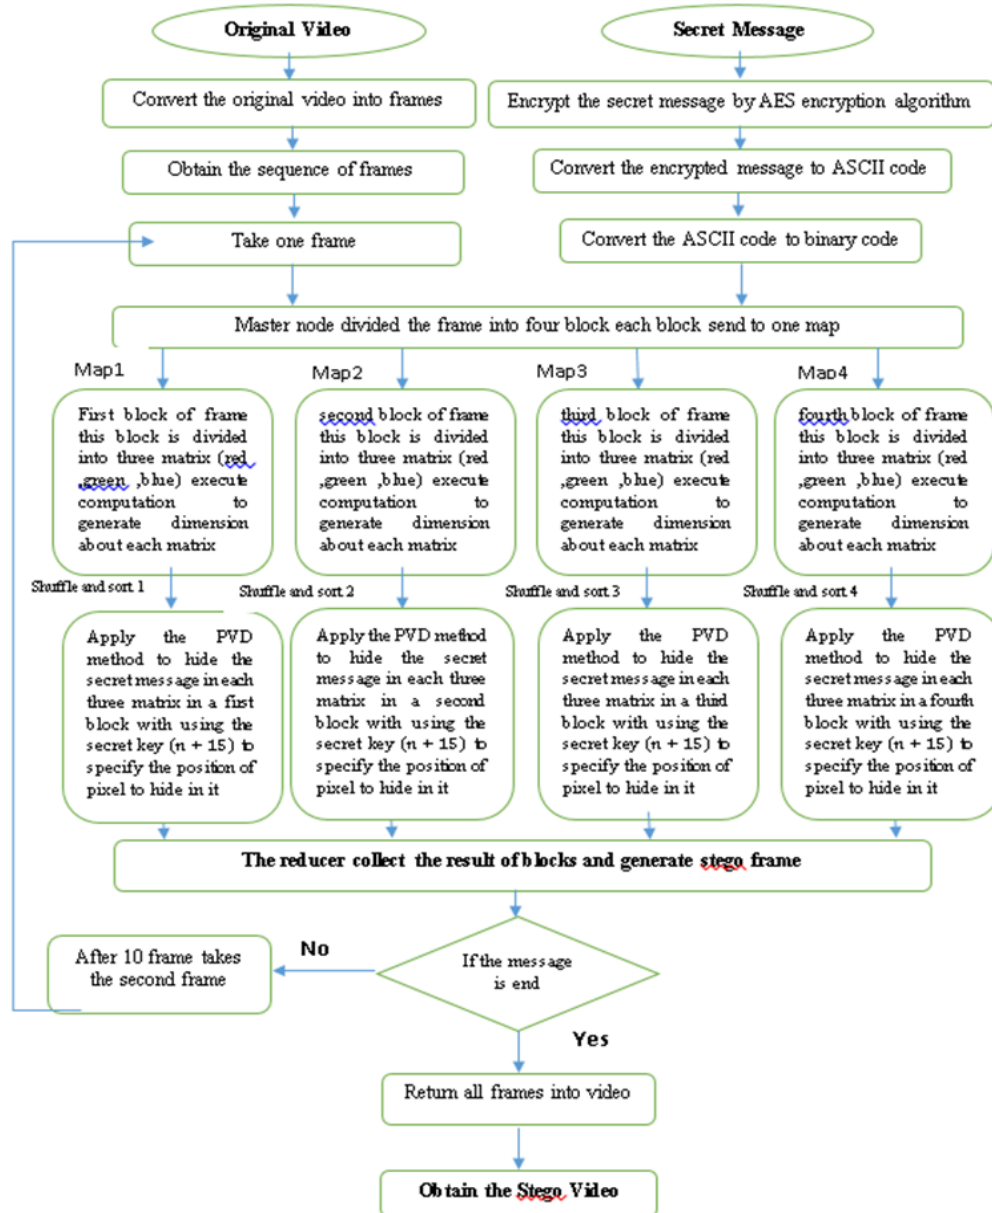 Original Video
Secret Message
Convert the original video into frames
Encrypt the secret message by AES encryption algorithm
Obtain the sequence of frames
Convert the encrypted message to ASCII code
Take one frame
Convert the ASCII code to binary code
Master node divided the frame into four block each block send to one map
Map1
First block of frame
this block is divided
into three matrix (red
,green ,blue) execute
computation to
generate dimension
about each matrix
Map2
second block of frame
this block is divided
into three matrix (red
,green ,blue) execute
computation to
generate dimension
about each matrix
Map3
third block of frame
this block is divided
into three matrix (red
,green ,blue) execute
computation to
generate dimension
about each matrix
Map4
fourth block of frame
this block is divided
into three matrix (red
,green ,blue) execute
computation to
generate dimension
about each matrix
Shuffle and sort 1
Shuffle and sort 2
Shuffle and sort 3
Shuffle and sort 4
Apply the PVD
method to hide the
secret message in each
three matrix in a first
block with using the
secret key (n + 15) to
specify the position of
pixel to hide in it
Apply the PVD method
to hide the secret
message in each three
matrix in a second
block with using the
secret key (n + 15) to
specify the position of
pixel to hide in it
Apply the PVD
method to hide the
secret message in each
three matrix in a third
block with using the
secret key (n + 15) to
specify the position of
pixel to hide in it
Apply the PVD
method to hide the
secret message in each
three matrix in a fourth
block with using the
secret key (n + 15) to
specify the position of
pixel to hide in it
The reducer collect the result of blocks and generate stego frame
If the message
is end
No
After 10 frame takes
the second frame
Yes
Return all frames into video
Obtain the Stego Video